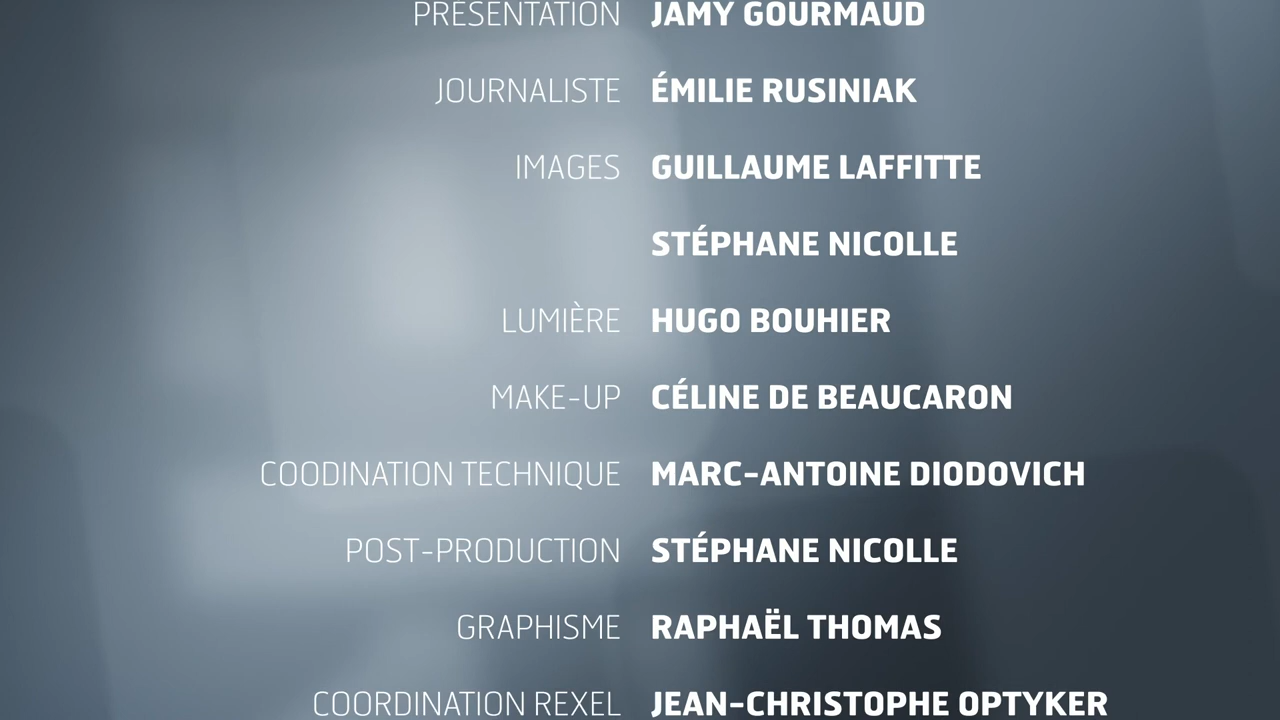 PRÉSENTATION JAMY GOURMAUD
JOURNALISTE ÉMILIE RUSINIAK
IMAGES GUILLAUME LAFFITTE
STÉPHANE NICOLLE
LUMIÈRE HUGO BOUHIER
MAKE-UP CÉLINE DE BEAUCARON
COODINATION TECHNIQUE MARC-ANTOINE DIODOVICH
POST-PRODUCTION STÉPHANE NICOLLE
GRAPHISME RAPHAËL THOMAS
COORDINATION REXEL JEAN-CHRISTOPHE OPTYKER